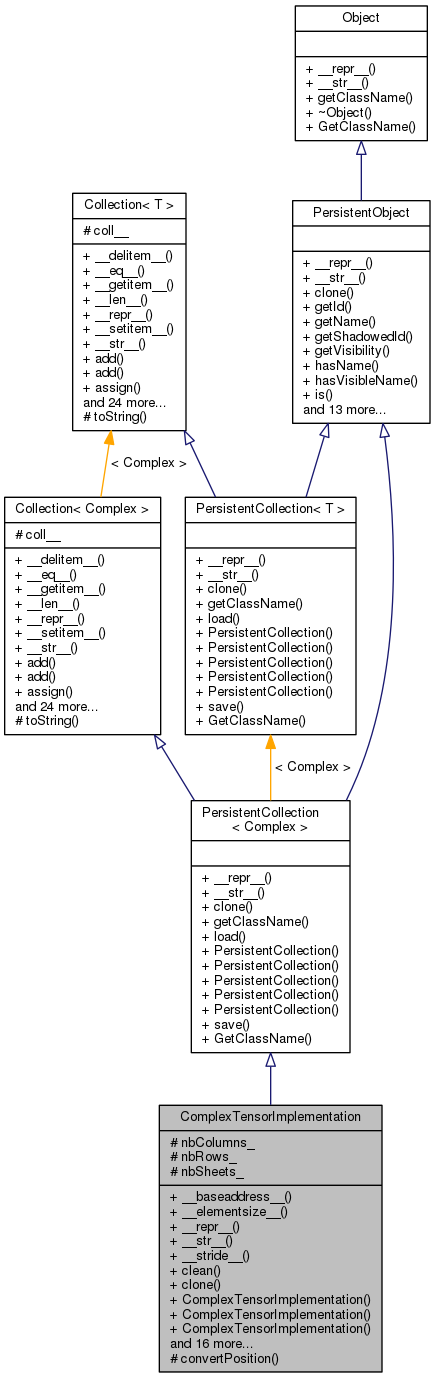 Object
+ __repr__()
+ __str__()
+ getClassName()
+ ~Object()
+ GetClassName()
Collection< T >
# coll__
+ __delitem__()
+ __eq__()
+ __getitem__()
+ __len__()
+ __repr__()
+ __setitem__()
+ __str__()
+ add()
+ add()
+ assign()
and 24 more...
# toString()
PersistentObject
+ __repr__()
+ __str__()
+ clone()
+ getId()
+ getName()
+ getShadowedId()
+ getVisibility()
+ hasName()
+ hasVisibleName()
+ is()
and 13 more...
< Complex >
Collection< Complex >
# coll__
+ __delitem__()
+ __eq__()
+ __getitem__()
+ __len__()
+ __repr__()
+ __setitem__()
+ __str__()
+ add()
+ add()
+ assign()
and 24 more...
# toString()
PersistentCollection< T >
+ __repr__()
+ __str__()
+ clone()
+ getClassName()
+ load()
+ PersistentCollection()
+ PersistentCollection()
+ PersistentCollection()
+ PersistentCollection()
+ PersistentCollection()
+ save()
+ GetClassName()
< Complex >
PersistentCollection
< Complex >
+ __repr__()
+ __str__()
+ clone()
+ getClassName()
+ load()
+ PersistentCollection()
+ PersistentCollection()
+ PersistentCollection()
+ PersistentCollection()
+ PersistentCollection()
+ save()
+ GetClassName()
ComplexTensorImplementation
# nbColumns_
# nbRows_
# nbSheets_
+ __baseaddress__()
+ __elementsize__()
+ __repr__()
+ __str__()
+ __stride__()
+ clean()
+ clone()
+ ComplexTensorImplementation()
+ ComplexTensorImplementation()
+ ComplexTensorImplementation()
and 16 more...
# convertPosition()